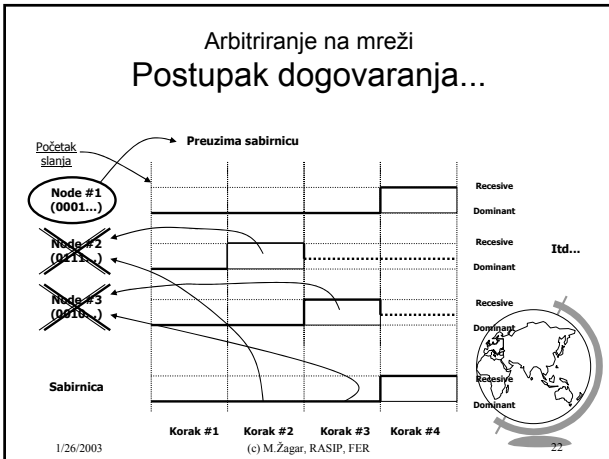 Arbitriranje na mreži
Postupak dogovaranja...
Početak
slanja
Preuzima sabirnicu
Node #1
(0001...)
Recesive
Dominant
Node #2
(0111...)
Recesive
Dominant
Itd...
Node #3
(0010...)
Recesive
Dominant
Sabirnica
Recesive
Dominant
Korak #1 Korak #2 Korak #3 Korak #4
1/26/2003 (c) M.Žagar, RASIP, FER 22